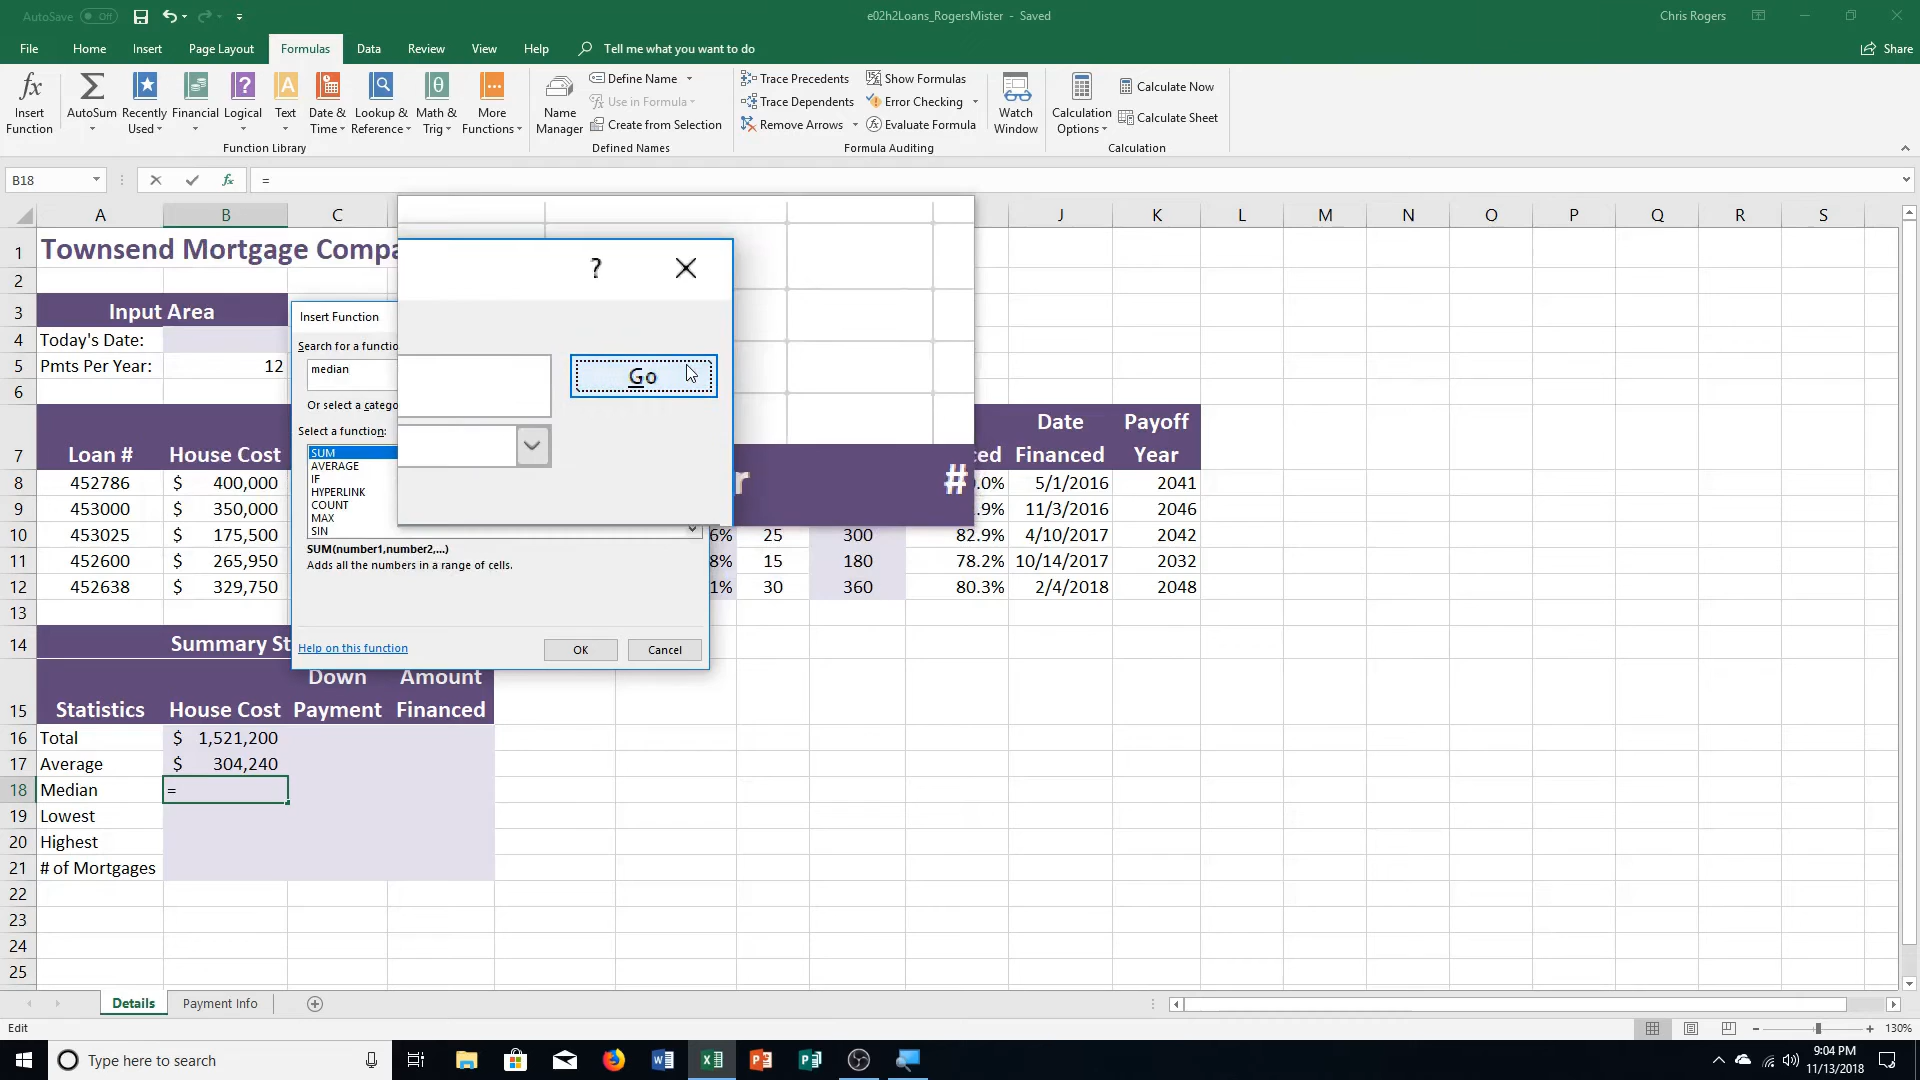 AutoSave Off e02h2Loans_RogersMister - Saved Chris Rogers
File Home Insert Page Layout Formulas Data Review View Help Tell me what you want to do Share
Insert Function
AutoSum
Recently Used
Financial
Logical
Text
Date & Time
Lookup & Reference
Math & Trig
More Functions
Function Library
Name Manager
Define Name
Use in Formula
Create from Selection
Defined Names
Trace Precedents
Trace Dependents
Remove Arrows
Show Formulas
Error Checking
Evaluate Formula
Formula Auditing
Watch Window
Calculation Options
Calculate Now
Calculate Sheet
Calculation
B18 fx =
A B C J K L M N O P Q R S
1 Townsend Mortgage Compa
2
3 Input Area
4 Today's Date:
5 Pmts Per Year: 12
6
7 Loan # House Cost ced Date Financed Payoff Year
8 452786 $ 400,000 .0% 5/1/2016 2041
9 453000 $ 350,000 .9% 11/3/2016 2046
10 453025 $ 175,500 6% 25 300 82.9% 4/10/2017 2042
11 452600 $ 265,950 8% 15 180 78.2% 10/14/2017 2032
12 452638 $ 329,750 1% 30 360 80.3% 2/4/2018 2048
13
14 Summary St
15 Statistics House Cost Down Payment Amount Financed
16 Total $ 1,521,200
17 Average $ 304,240
18 Median =
19 Lowest
20 Highest
21 # of Mortgages
22
23
24
25
Insert Function
? ×
Search for a functio
median
Go
Or select a catego
Select a function:
SUM
AVERAGE
IF
HYPERLINK
COUNT
MAX
SIN
r #
SUM(number1,number2,...)
Adds all the numbers in a range of cells.
Help on this function OK Cancel
Details Payment Info
Edit 130%
Type here to search 9:04 PM
11/13/2018